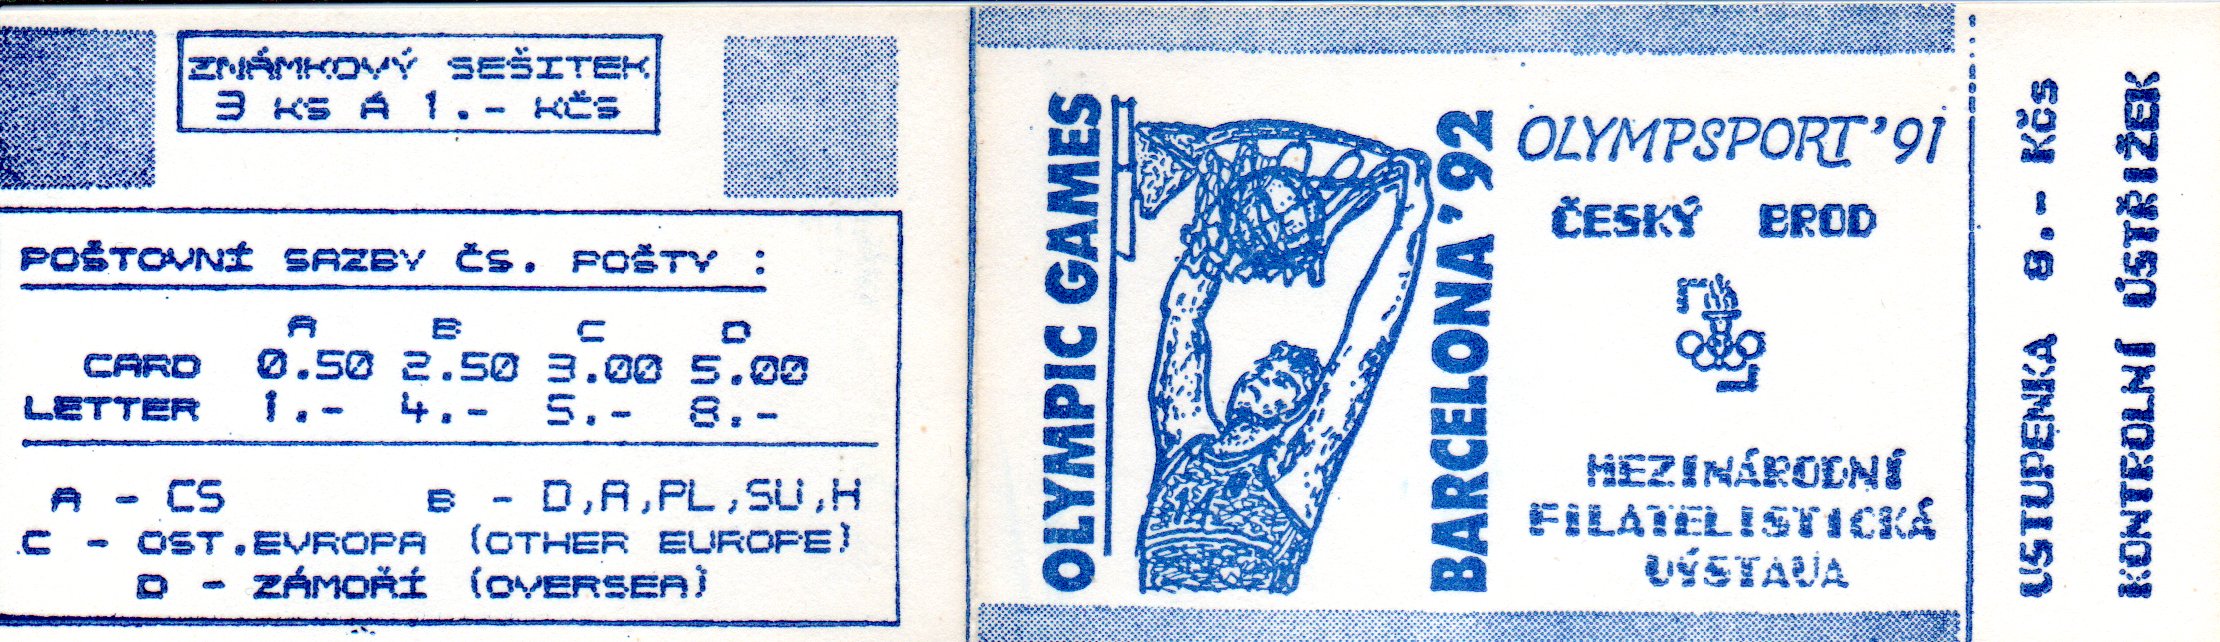 ZNÁMKOVÝ SEŠITEK
3 KS Á 1.- KČS
POŠTOVNÍ SAZBY ČS. POŠTY :
A B C D
CARD 0.50 2.50 3.00 5.00
LETTER 1.- 4.- 5.- 8.-
A - CS B - D,A,PL,SU,H
C - OST.EVROPA (OTHER EUROPE)
D - ZÁMOŘÍ (OVERSEA)
OLYMPIC GAMES
BARCELONA'92
OLYMPSPORT'91
ČESKÝ BROD
MEZINÁRODNÍ
FILATELISTICKÁ
VÝSTAVA
VSTUPENKA 8.- KČS
KONTROLNÍ ÚSTŘIŽEK